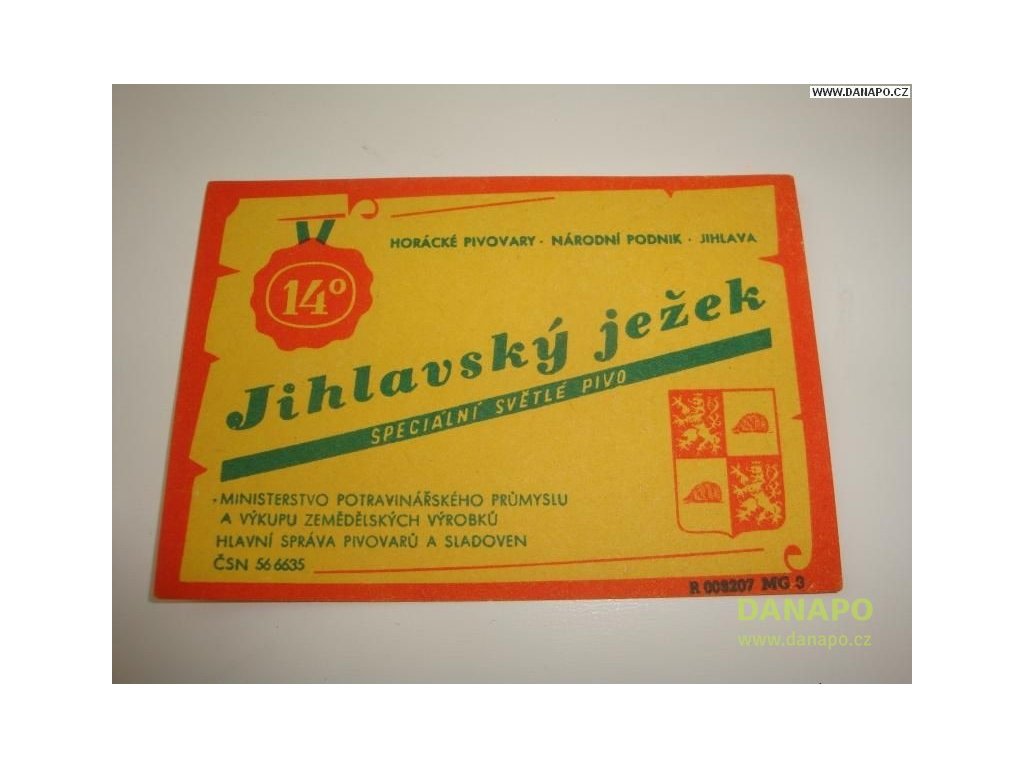 WWW.DANAPO.CZ
HORÁCKÉ PIVOVARY · NÁRODNÍ PODNIK · JIHLAVA
14°
Jihlavský ježek
SPECIÁLNÍ SVĚTLÉ PIVO
MINISTERSTVO POTRAVINÁŘSKÉHO PRŮMYSLU
A VÝKUPU ZEMĚDĚLSKÝCH VÝROBKŮ
HLAVNÍ SPRÁVA PIVOVARŮ A SLADOVEN
ČSN 56 6635
R 008207 MG 3
DANAPO
www.danapo.cz